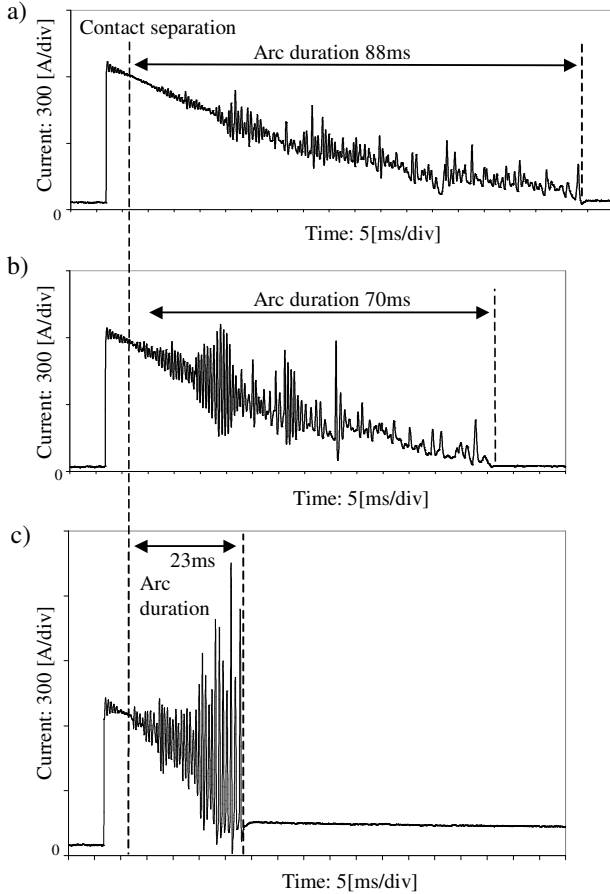 a)
Contact separation
Arc duration 88ms
Current: 300 [A/div]
0
Time: 5[ms/div]
b)
Arc duration 70ms
Current: 300 [A/div]
0
Time: 5[ms/div]
c)
23ms
Arc
duration
Current: 300 [A/div]
0
Time: 5[ms/div]